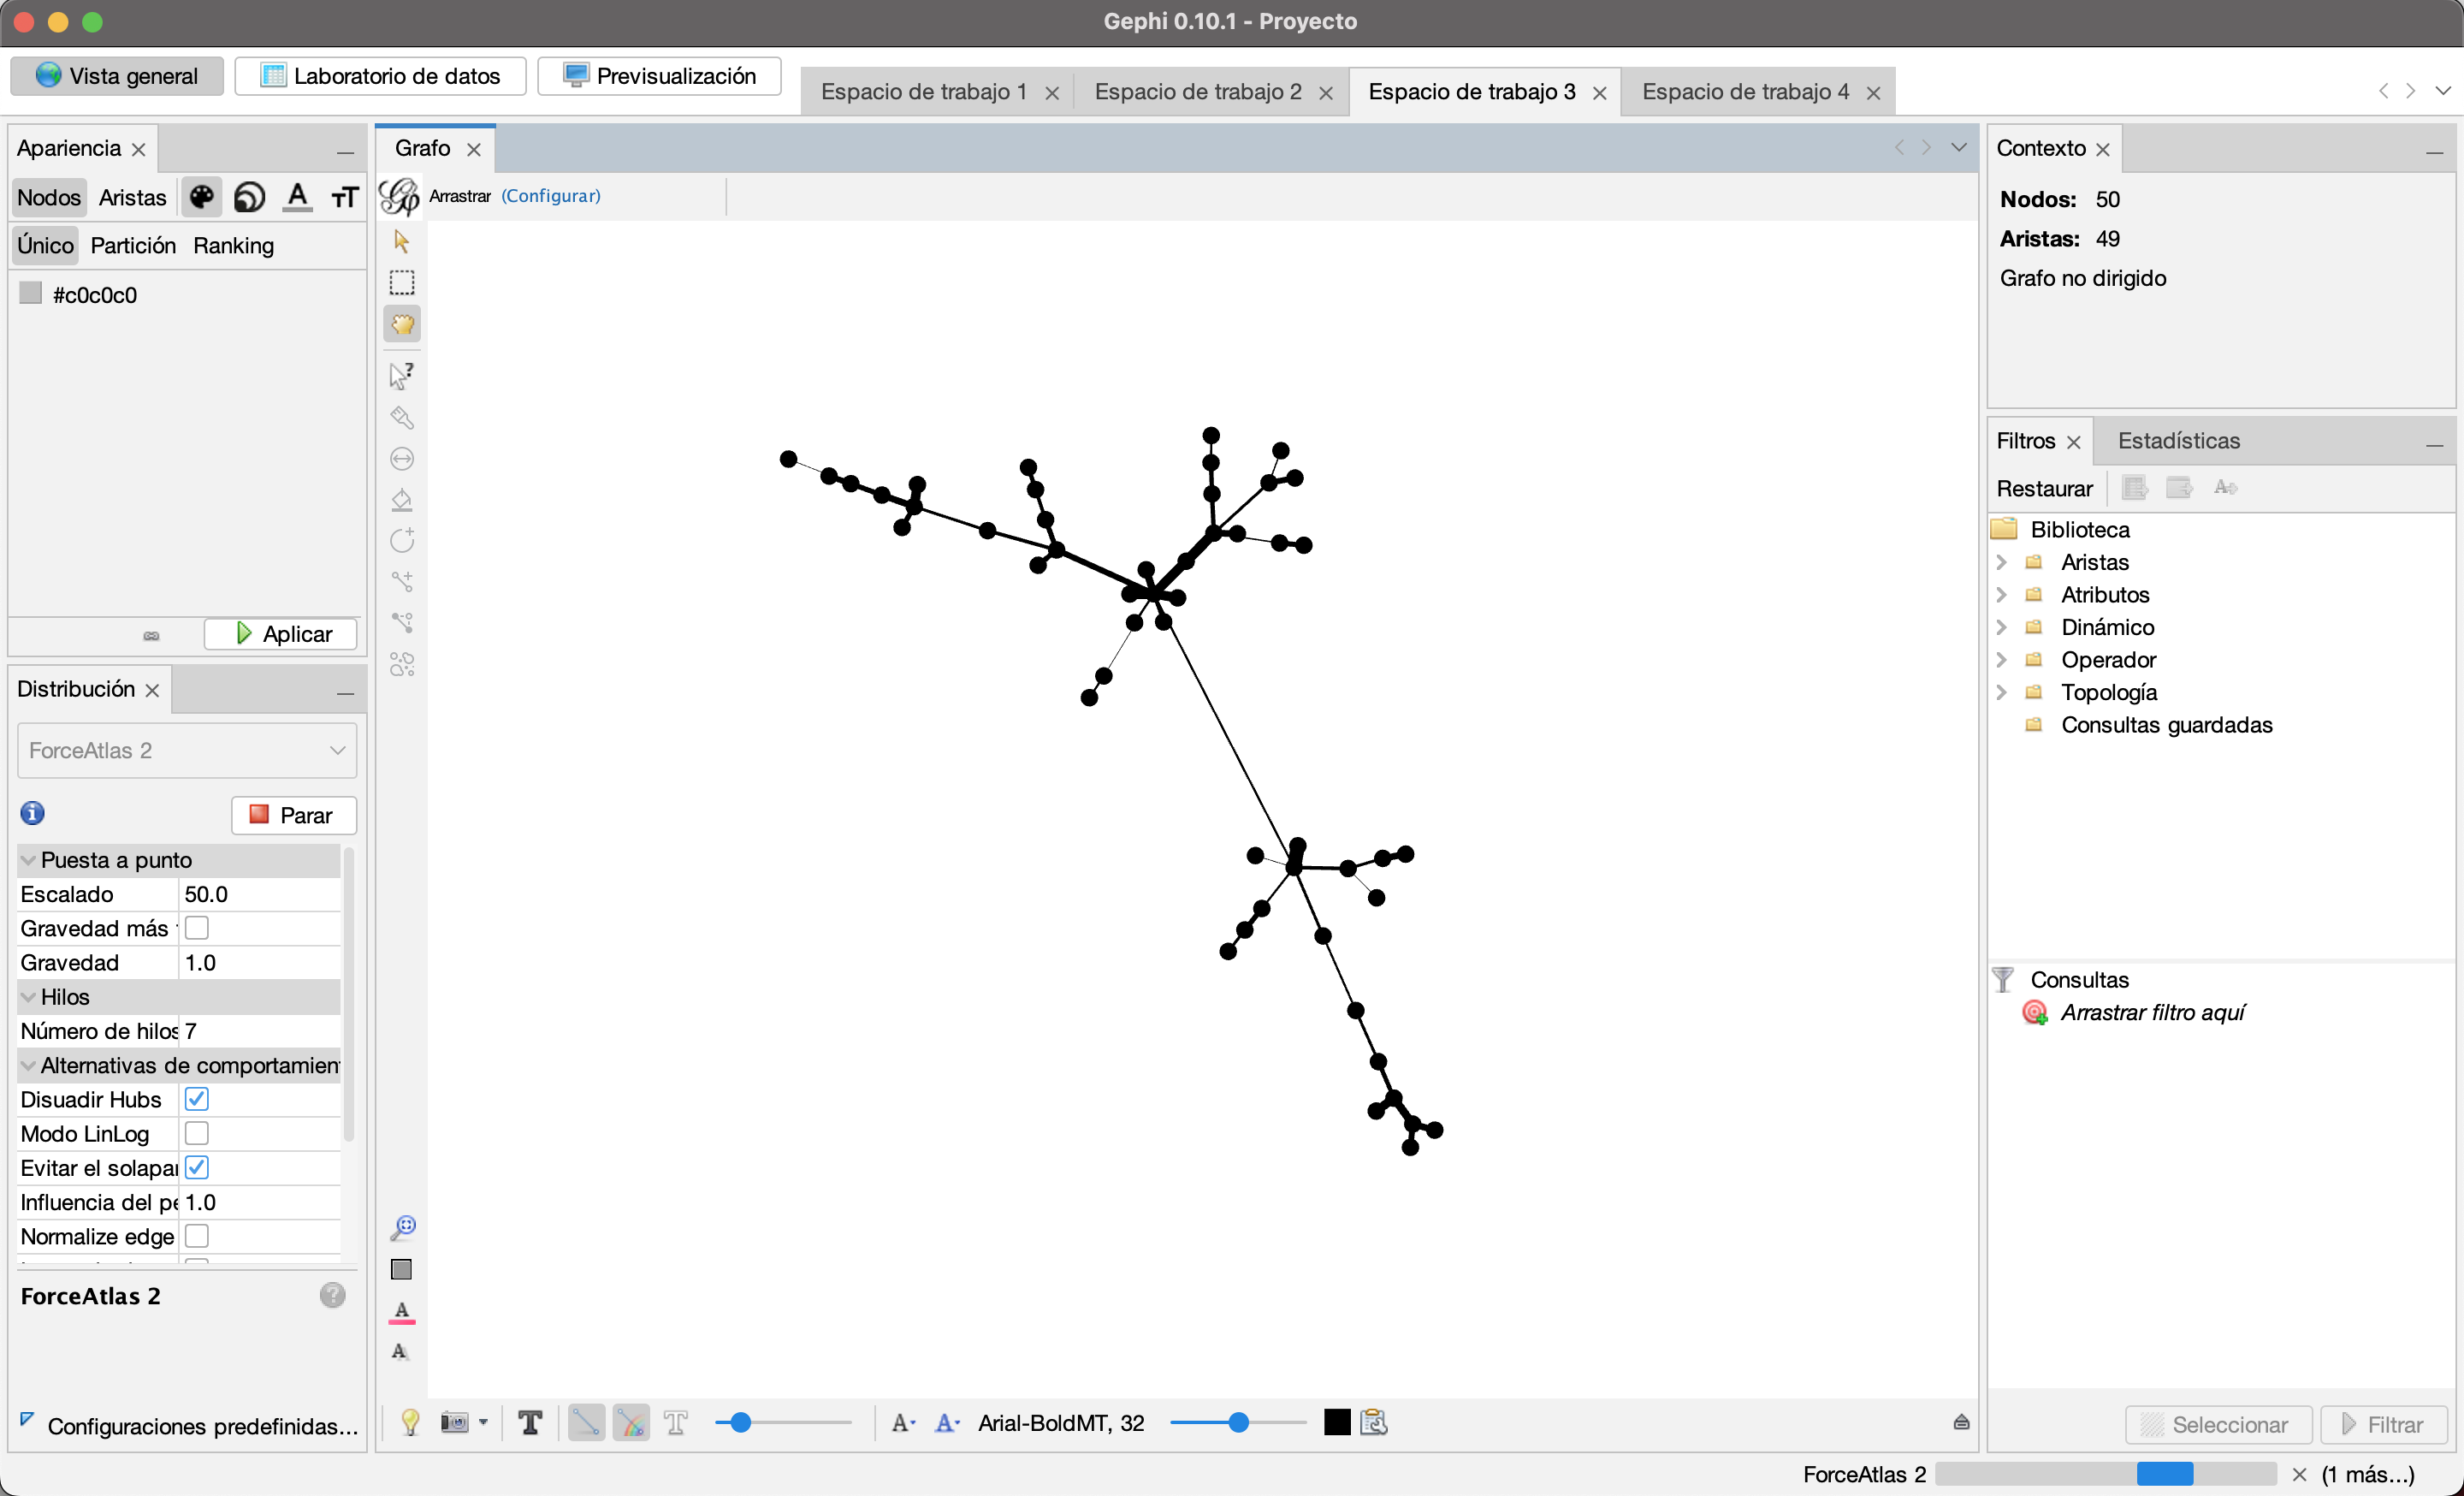 Gephi 0.10.1 - Proyecto
Vista general
Laboratorio de datos
Previsualización
Espacio de trabajo 1
Espacio de trabajo 2
Espacio de trabajo 3
Espacio de trabajo 4
Apariencia
Nodos
Aristas
A
TT
Único
Partición
Ranking
#c0c0c0
Aplicar
Distribución
ForceAtlas 2
Parar
Puesta a punto
Escalado
50.0
Gravedad más
Gravedad
1.0
Hilos
Número de hilos
7
Alternativas de comportamien
Disuadir Hubs
Modo LinLog
Evitar el solapa
Influencia del pe
1.0
Normalize edge
ForceAtlas 2
?
Configuraciones predefinidas...
Grafo
Arrastrar
(Configurar)
T
T
A
A
Arial-BoldMT, 32
Contexto
Nodos: 50
Aristas: 49
Grafo no dirigido
Filtros
Estadísticas
Restaurar
Biblioteca
Aristas
Atributos
Dinámico
Operador
Topología
Consultas guardadas
Consultas
Arrastrar filtro aquí
Seleccionar
Filtrar
ForceAtlas 2
(1 más...)